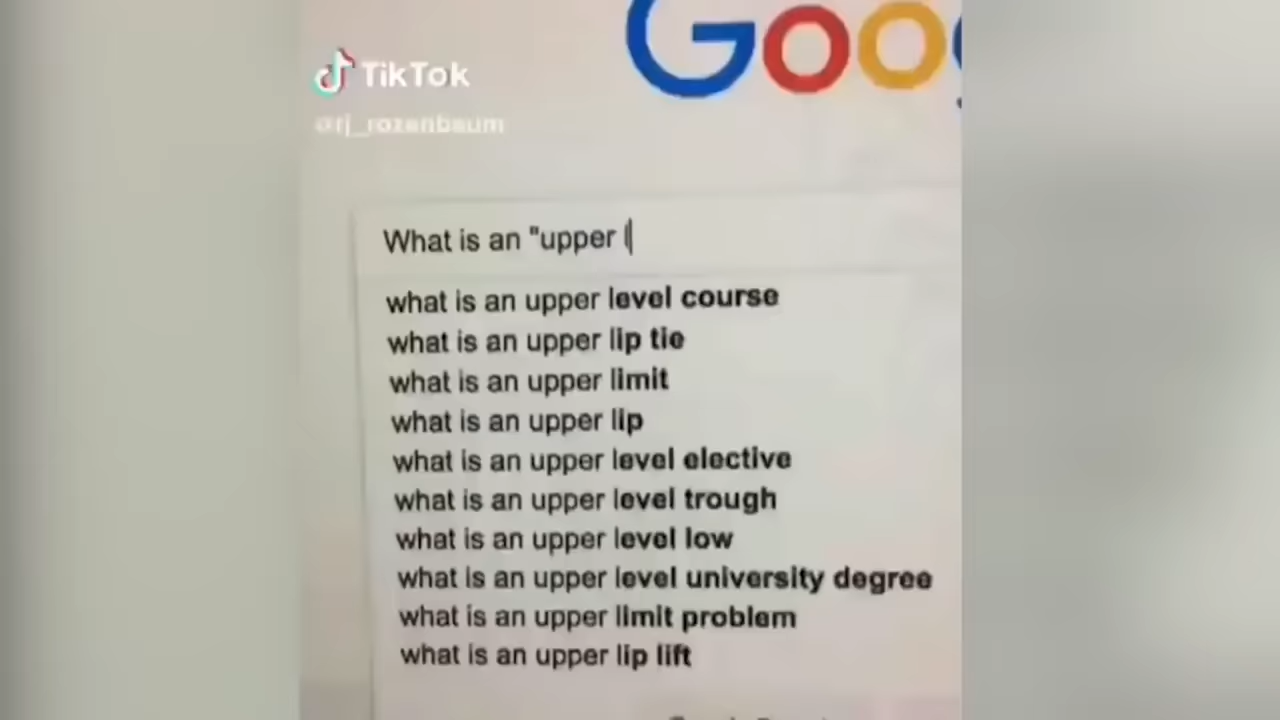 Goo
TikTok
@rj_rozenbaum
What is an "upper l
what is an upper level course
what is an upper lip tie
what is an upper limit
what is an upper lip
what is an upper level elective
what is an upper level trough
what is an upper level low
what is an upper level university degree
what is an upper limit problem
what is an upper lip lift